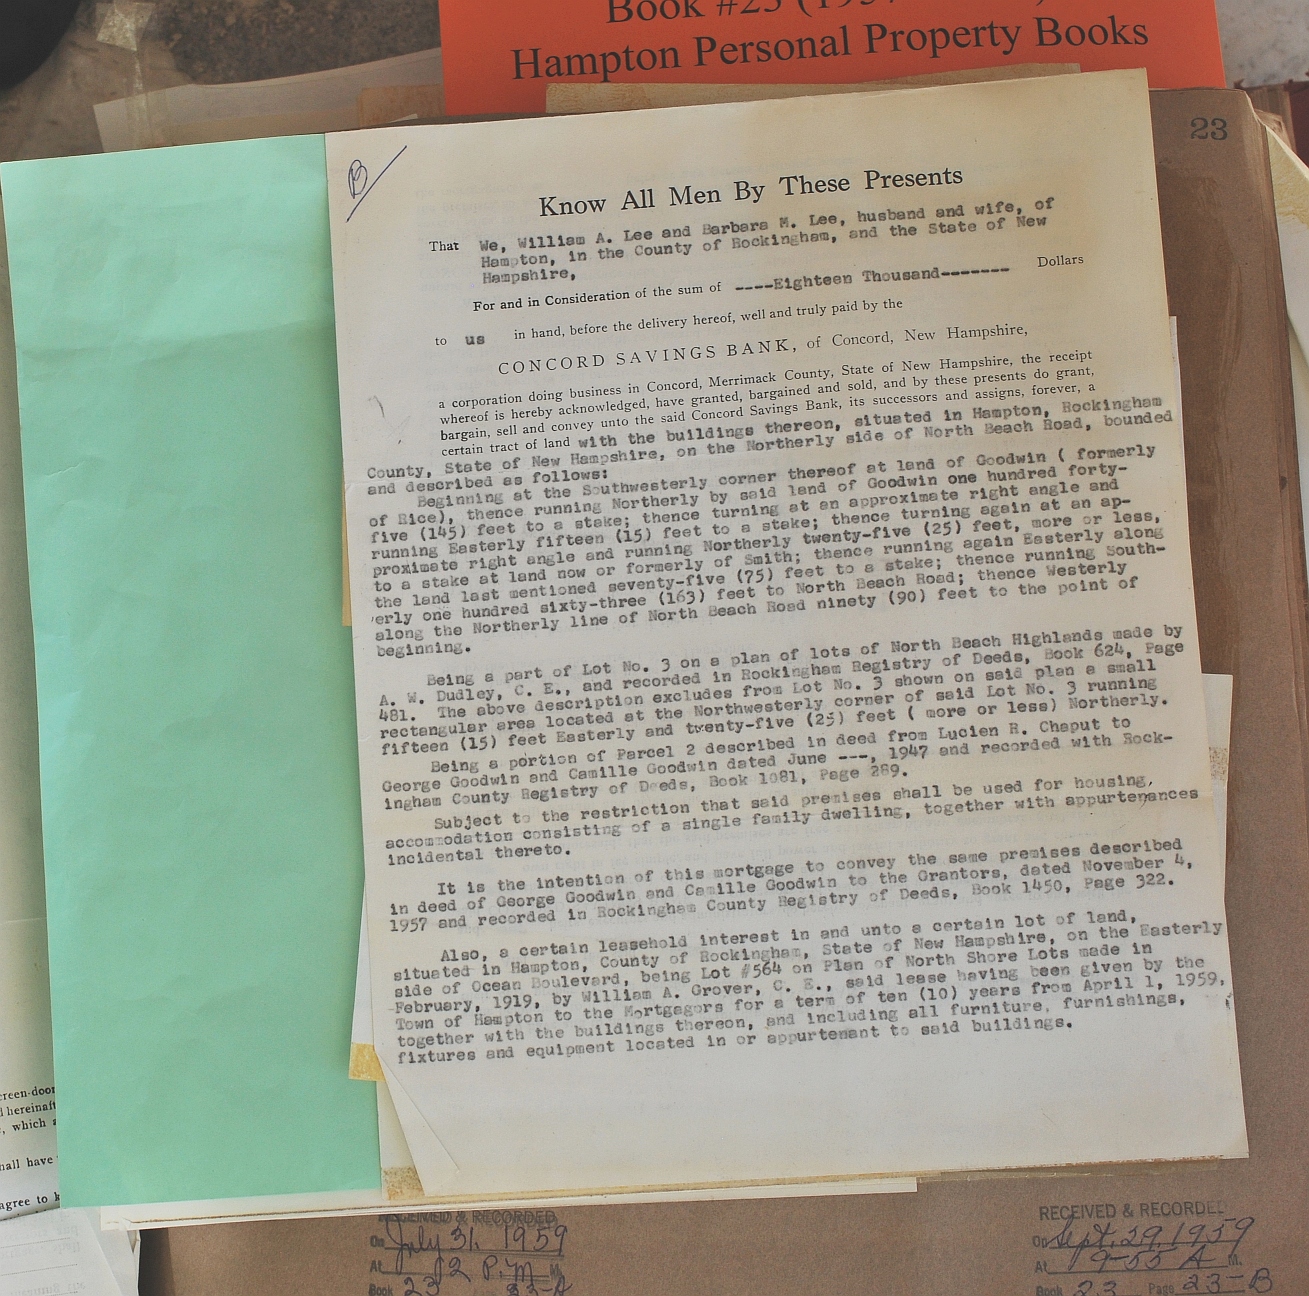 Book #23
Hampton Personal Property Books
23
B
Know All Men By These Presents
That We, William A. Lee and Barbara M. Lee, husband and wife, of
Hampton, in the County of Rockingham, and the State of New
Hampshire,
For and in Consideration of the sum of ----Eighteen Thousand------- Dollars
to us in hand, before the delivery hereof, well and truly paid by the
CONCORD SAVINGS BANK, of Concord, New Hampshire,
a corporation doing business in Concord, Merrimack County, State of New Hampshire, the receipt
whereof is hereby acknowledged, have granted, bargained and sold, and by these presents do grant,
bargain, sell and convey unto the said Concord Savings Bank, its successors and assigns, forever, a
certain tract of land with the buildings thereon, situated in Hampton, Rockingham
County, State of New Hampshire, on the Northerly side of North Beach Road, bounded
and described as follows:
Beginning at the Southwesterly corner thereof at land of Goodwin ( formerly
of Rice), thence running Northerly by said land of Goodwin one hundred forty-
five (145) feet to a stake; thence turning at an approximate right angle and
running Easterly fifteen (15) feet to a stake; thence turning again at an ap-
proximate right angle and running Northerly twenty-five (25) feet, more or less,
to a stake at land now or formerly of Smith; thence running again Easterly along
the land last mentioned seventy-five (75) feet to a stake; thence running South-
erly one hundred sixty-three (163) feet to North Beach Road; thence Westerly
along the Northerly line of North Beach Road ninety (90) feet to the point of
beginning.
Being a part of Lot No. 3 on a plan of lots of North Beach Highlands made by
A. W. Dudley, C. E., and recorded in Rockingham Registry of Deeds, Book 624, Page
481. The above description excludes from Lot No. 3 shown on said plan a small
rectangular area located at the Northwesterly corner of said Lot No. 3 running
fifteen (15) feet Easterly and twenty-five (25) feet ( more or less) Northerly.
Being a portion of Parcel 2 described in deed from Lucien R. Chaput to
George Goodwin and Camille Goodwin dated June ---, 1947 and recorded with Rock-
ingham County Registry of Deeds, Book 1081, Page 289.
Subject to the restriction that said premises shall be used for housing,
accommodation consisting of a single family dwelling, together with appurtenances
incidental thereto.
It is the intention of this mortgage to convey the same premises described
in deed of George Goodwin and Camille Goodwin to the Grantors, dated November 4,
1957 and recorded in Rockingham County Registry of Deeds, Book 1450, Page 322.
Also, a certain leasehold interest in and unto a certain lot of land,
situated in Hampton, County of Rockingham, State of New Hampshire, on the Easterly
side of Ocean Boulevard, being Lot #564 on Plan of North Shore Lots made in
February, 1919, by William A. Grover, C. E., said lease having been given by the
Town of Hampton to the Mortgagors for a term of ten (10) years from April 1, 1959,
together with the buildings thereon, and including all furniture, furnishings,
fixtures and equipment located in or appurtenant to said buildings.
hereinaft
which
hall have
agree to
RECEIVED & RECORDED
On July 31, 1959
At 12 P.M. M.
Book 23 Page 23-A
RECEIVED & RECORDED
On Sept. 29, 1959
At 9-55 A M.
Book 23 Page 23-B